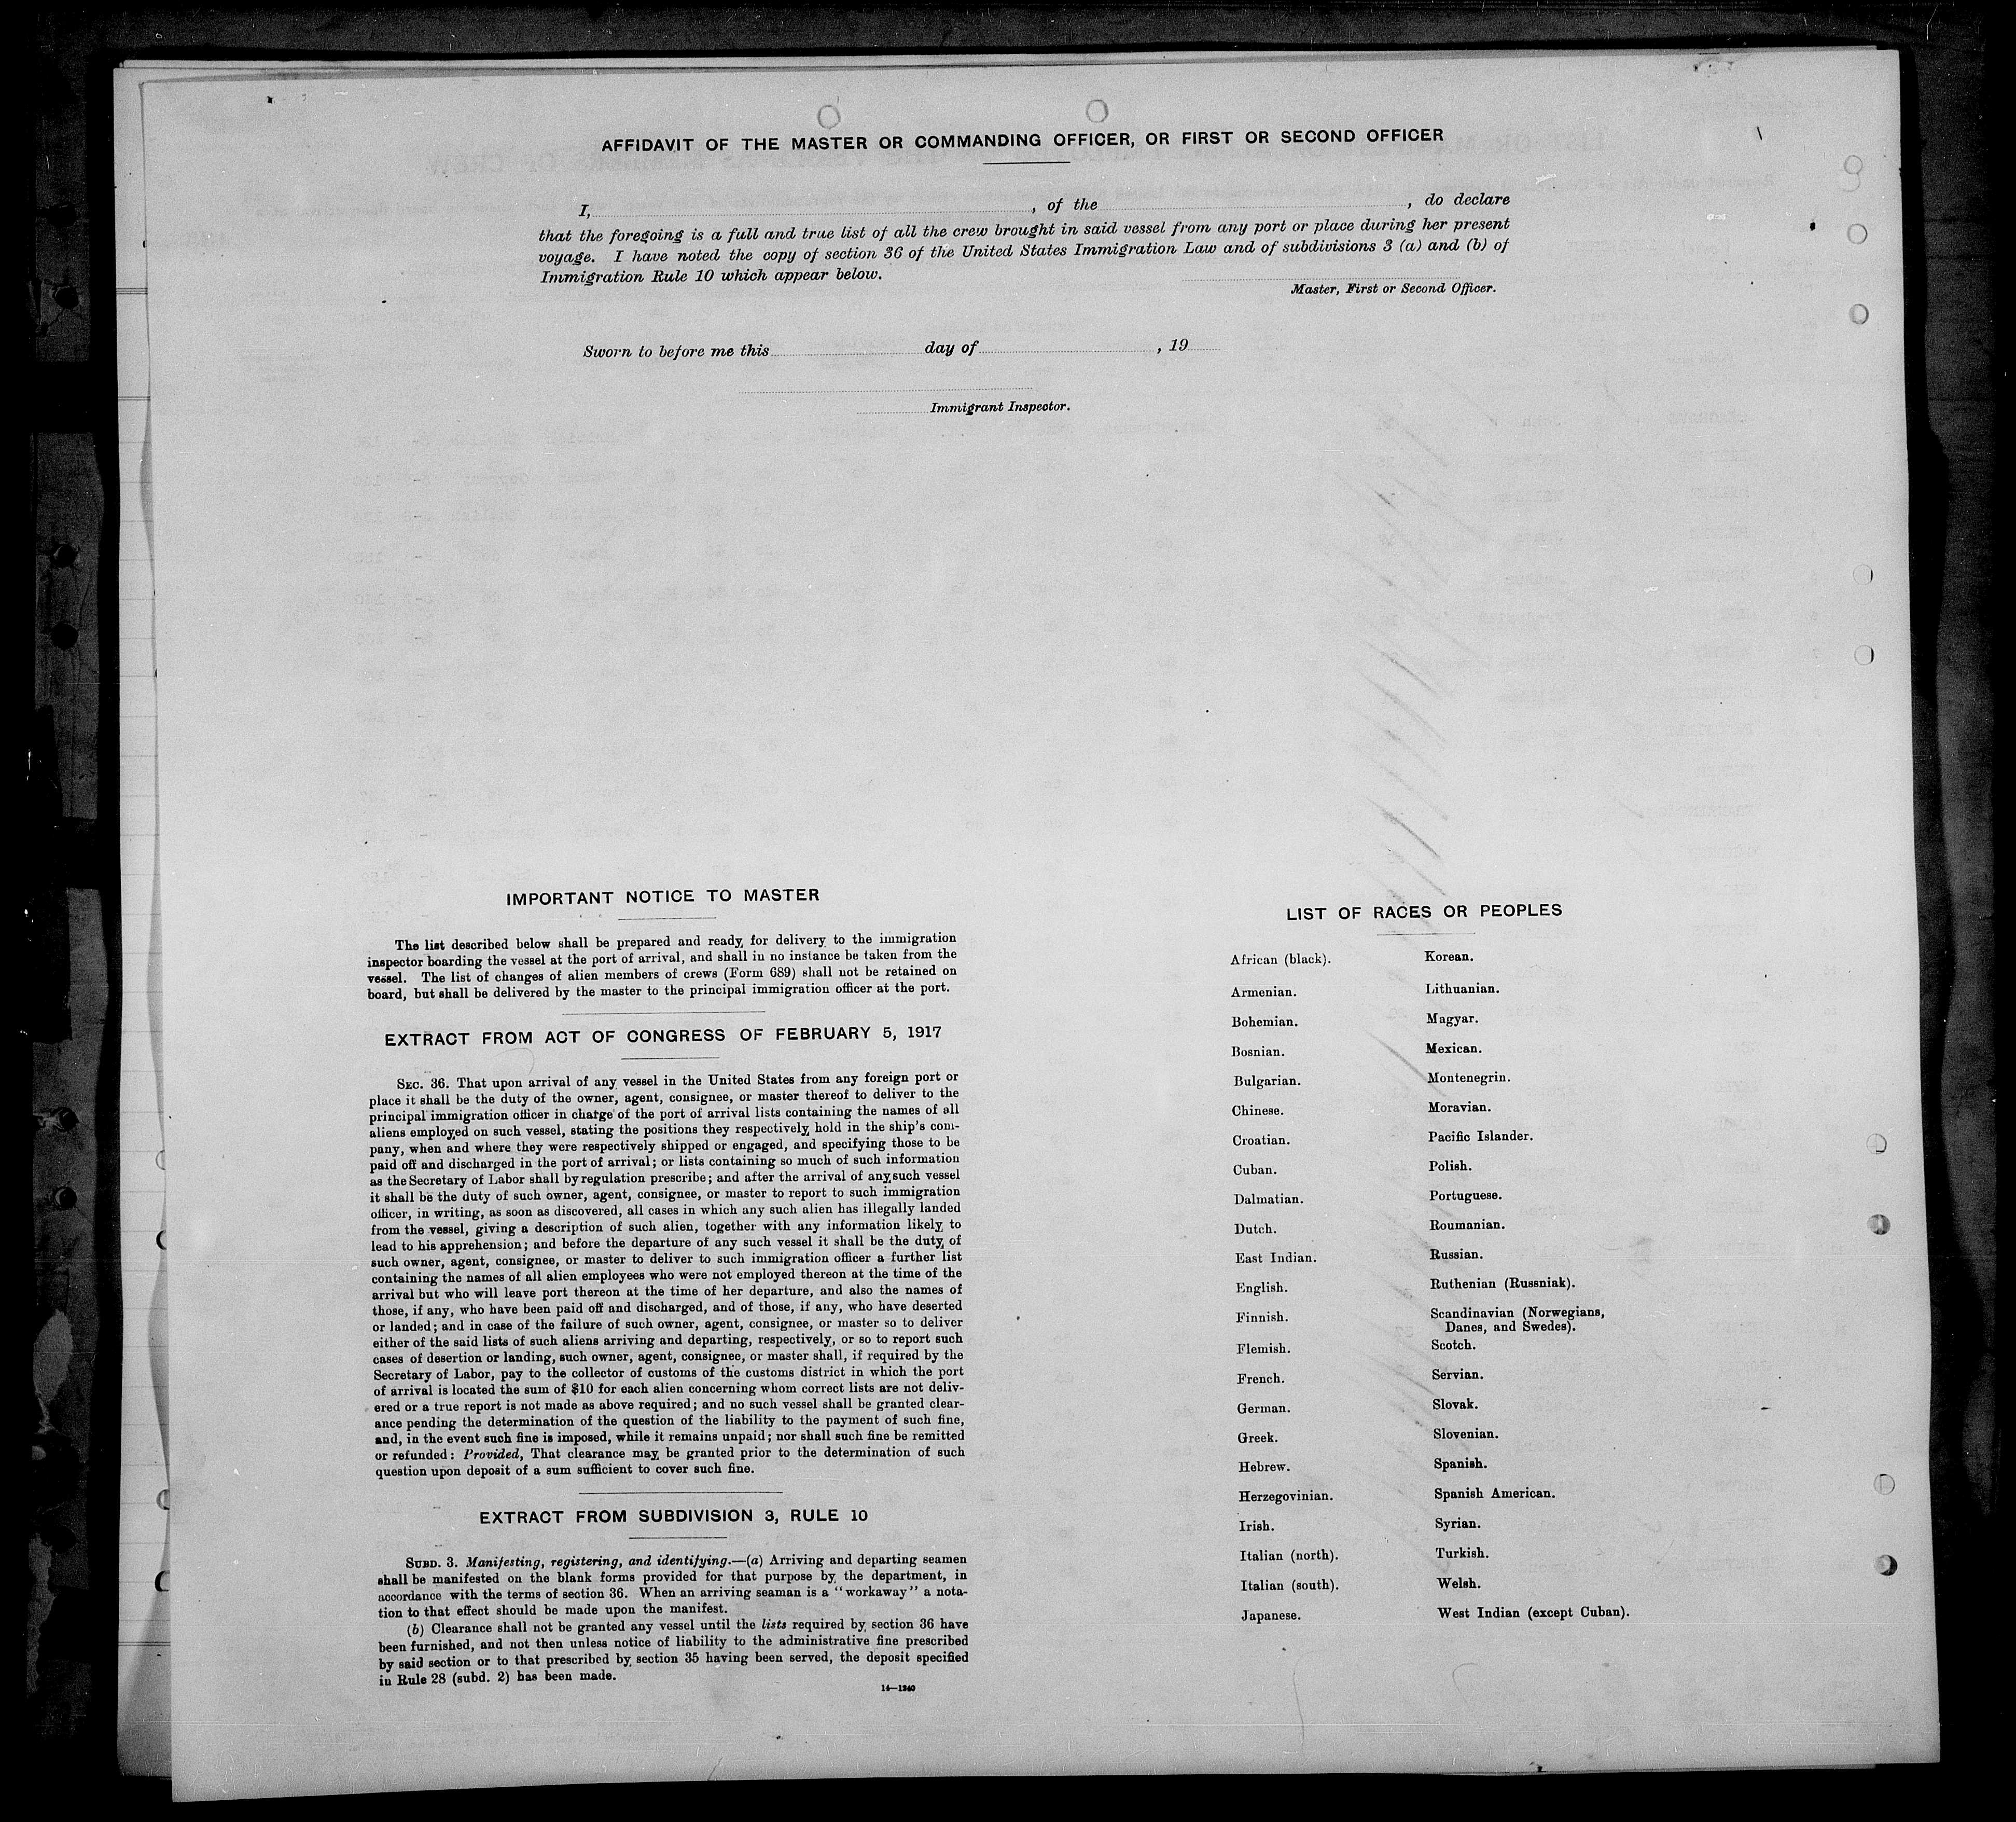 AFFIDAVIT OF THE MASTER OR COMMANDING OFFICER, OR FIRST OR SECOND OFFICER
I, , of the , do declare
that the foregoing is a full and true list of all the crew brought in said vessel from any port or place during her present
voyage. I have noted the copy of section 36 of the United States Immigration Law and of subdivisions 3 (a) and (b) of
Immigration Rule 10 which appear below.
Master, First or Second Officer.
Sworn to before me this day of , 19
Immigrant Inspector.
IMPORTANT NOTICE TO MASTER
The list described below shall be prepared and ready for delivery to the immigration
inspector boarding the vessel at the port of arrival, and shall in no instance be taken from the
vessel. The list of changes of alien members of crews (Form 689) shall not be retained on
board, but shall be delivered by the master to the principal immigration officer at the port.
EXTRACT FROM ACT OF CONGRESS OF FEBRUARY 5, 1917
SEC. 36. That upon arrival of any vessel in the United States from any foreign port or
place it shall be the duty of the owner, agent, consignee, or master thereof to deliver to the
principal immigration officer in charge of the port of arrival lists containing the names of all
aliens employed on such vessel, stating the positions they respectively hold in the ship's com-
pany, when and where they were respectively shipped or engaged, and specifying those to be
paid off and discharged in the port of arrival; or lists containing so much of such information
as the Secretary of Labor shall by regulation prescribe; and after the arrival of any such vessel
it shall be the duty of such owner, agent, consignee, or master to report to such immigration
officer, in writing, as soon as discovered, all cases in which any such alien has illegally landed
from the vessel, giving a description of such alien, together with any information likely to
lead to his apprehension; and before the departure of any such vessel it shall be the duty of
such owner, agent, consignee, or master to deliver to such immigration officer a further list
containing the names of all alien employees who were not employed thereon at the time of the
arrival but who will leave port thereon at the time of her departure, and also the names of
those, if any, who have been paid off and discharged, and of those, if any, who have deserted
or landed; and in case of the failure of such owner, agent, consignee, or master so to deliver
either of the said lists of such aliens arriving and departing, respectively, or so to report such
cases of desertion or landing, such owner, agent, consignee, or master shall, if required by the
Secretary of Labor, pay to the collector of customs of the customs district in which the port
of arrival is located the sum of $10 for each alien concerning whom correct lists are not deliv-
ered or a true report is not made as above required; and no such vessel shall be granted clear-
ance pending the determination of the question of the liability to the payment of such fine,
and, in the event such fine is imposed, while it remains unpaid; nor shall such fine be remitted
or refunded: Provided, That clearance may be granted prior to the determination of such
question upon deposit of a sum sufficient to cover such fine.
EXTRACT FROM SUBDIVISION 3, RULE 10
SUBD. 3. Manifesting, registering, and identifying.—(a) Arriving and departing seamen
shall be manifested on the blank forms provided for that purpose by the department, in
accordance with the terms of section 36. When an arriving seaman is a "workaway" a nota-
tion to that effect should be made upon the manifest.
(b) Clearance shall not be granted any vessel until the lists required by section 36 have
been furnished, and not then unless notice of liability to the administrative fine prescribed
by said section or to that prescribed by section 35 having been served, the deposit specified
in Rule 28 (subd. 2) has been made.
14—1240
LIST OF RACES OR PEOPLES
African (black).
Armenian.
Bohemian.
Bosnian.
Bulgarian.
Chinese.
Croatian.
Cuban.
Dalmatian.
Dutch.
East Indian.
English.
Finnish.
Flemish.
French.
German.
Greek.
Hebrew.
Herzegovinian.
Irish.
Italian (north).
Italian (south).
Japanese.
Korean.
Lithuanian.
Magyar.
Mexican.
Montenegrin.
Moravian.
Pacific Islander.
Polish.
Portuguese.
Roumanian.
Russian.
Ruthenian (Russniak).
Scandinavian (Norwegians,
Danes, and Swedes).
Scotch.
Servian.
Slovak.
Slovenian.
Spanish.
Spanish American.
Syrian.
Turkish.
Welsh.
West Indian (except Cuban).